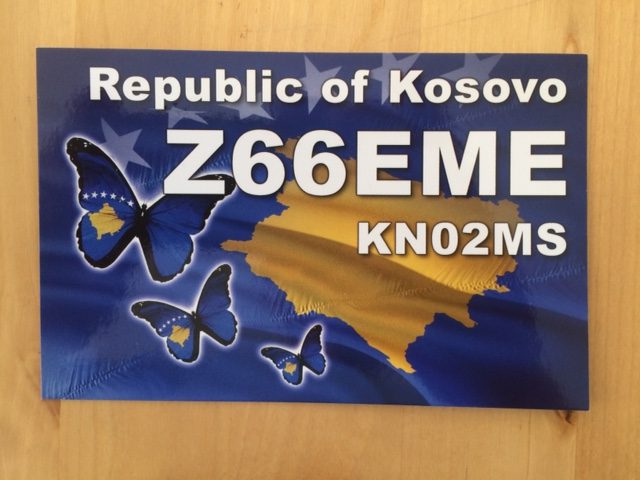 Republic of Kosovo
Z66EME
KN02MS